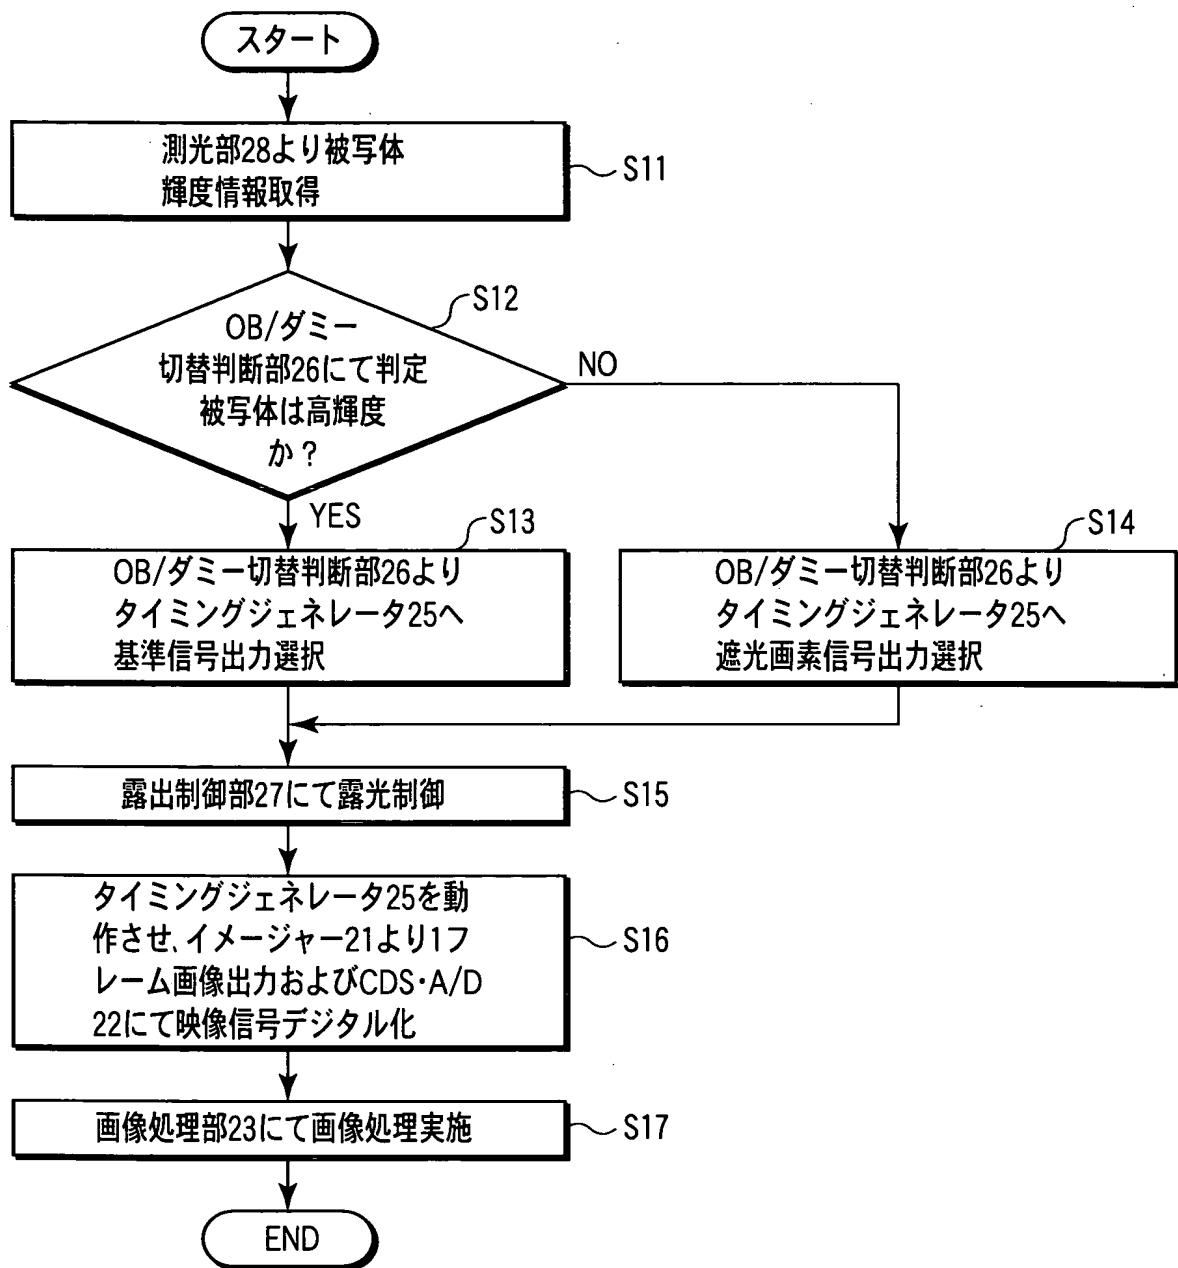 スタート
測光部28より被写体
輝度情報取得
S11
S12
OB/ダミー
切替判断部26にて判定
被写体は高輝度
か？
NO
YES
S13
OB/ダミー切替判断部26より
タイミングジェネレータ25へ
基準信号出力選択
S14
OB/ダミー切替判断部26より
タイミングジェネレータ25へ
遮光画素信号出力選択
露出制御部27にて露光制御
S15
タイミングジェネレータ25を動
作させ、イメージャー21より1フ
レーム画像出力およびCDS・A/D
22にて映像信号デジタル化
S16
画像処理部23にて画像処理実施
S17
END